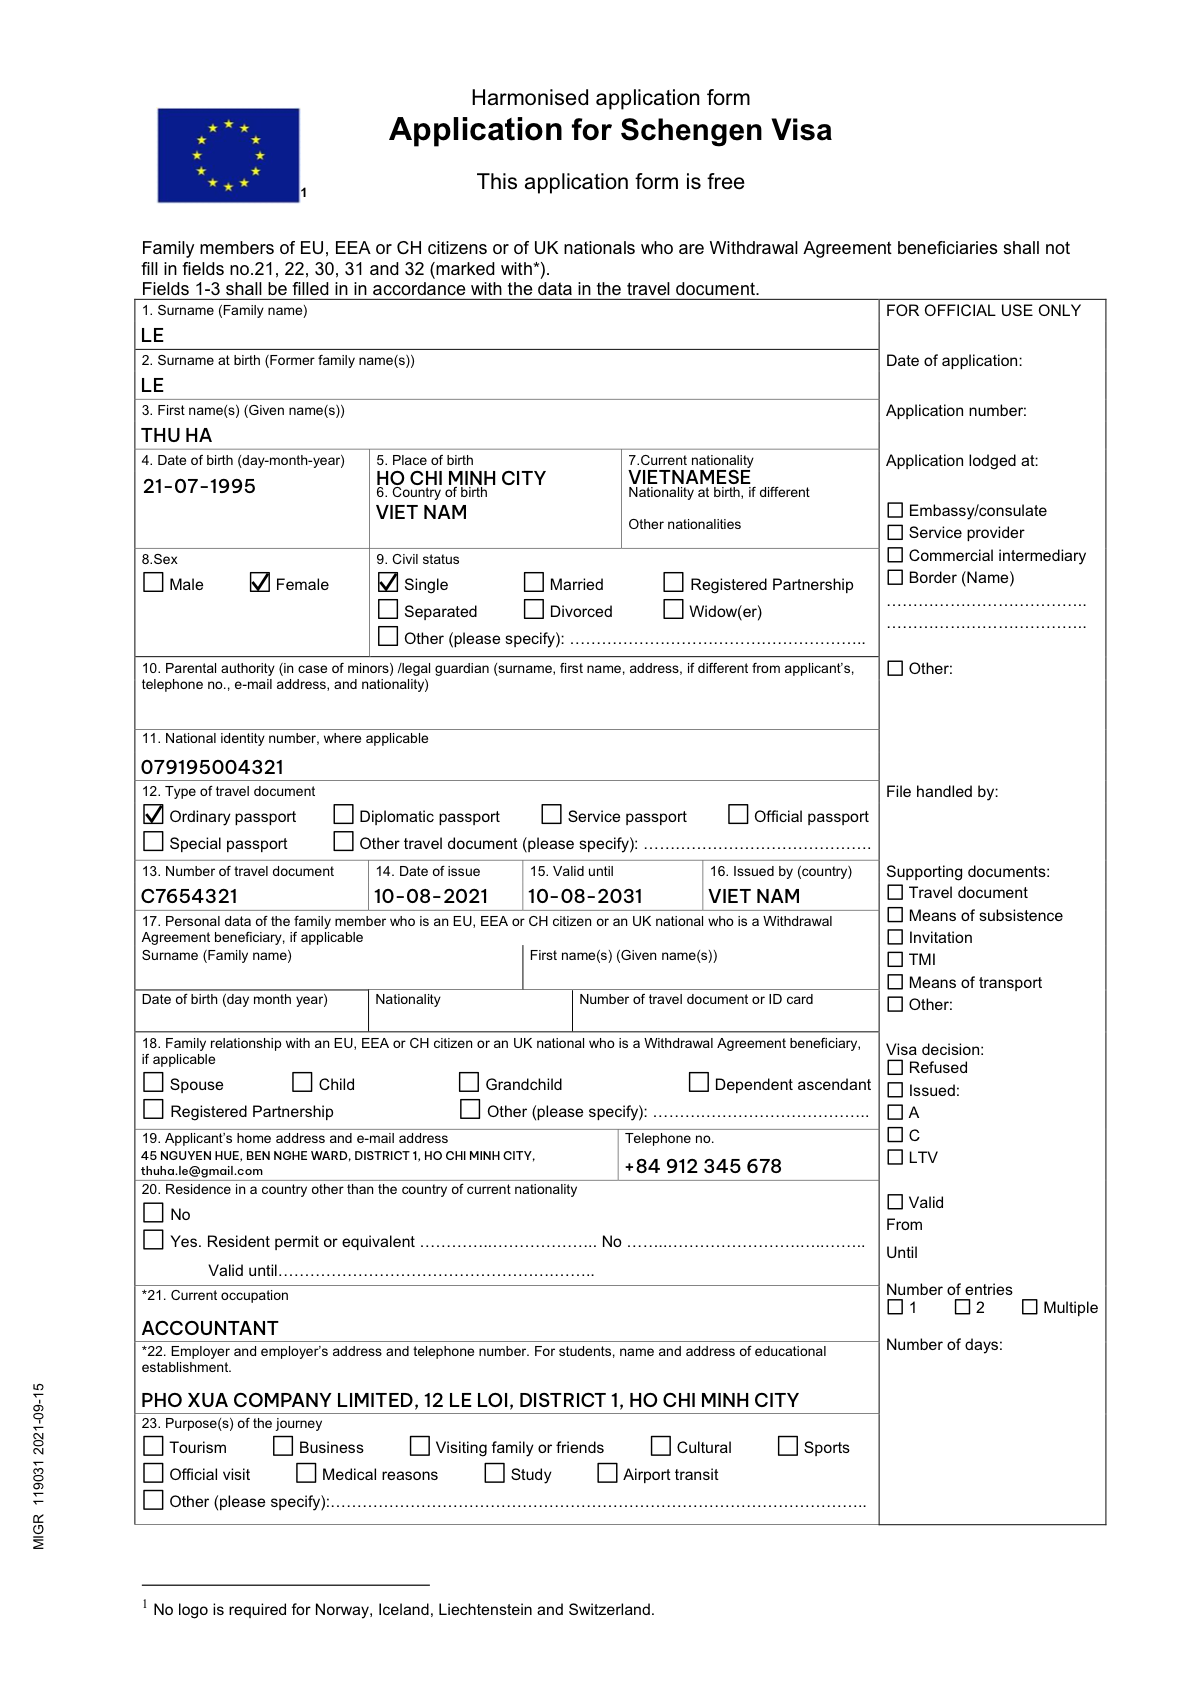 Harmonised application form
Application for Schengen Visa
This application form is free
1
Family members of EU, EEA or CH citizens or of UK nationals who are Withdrawal Agreement beneficiaries shall not
fill in fields no.21, 22, 30, 31 and 32 (marked with*).
Fields 1-3 shall be filled in in accordance with the data in the travel document.
1. Surname (Family name)
LE
2. Surname at birth (Former family name(s))
LE
3. First name(s) (Given name(s))
THU HA
4. Date of birth (day-month-year)
21-07-1995
5. Place of birth
HO CHI MINH CITY
6. Country of birth
VIET NAM
7.Current nationality
VIETNAMESE
Nationality at birth, if different
Other nationalities
8.Sex
Male Female
9. Civil status
Single Married Registered Partnership
Separated Divorced Widow(er)
Other (please specify): …………………………………………………..
10. Parental authority (in case of minors) /legal guardian (surname, first name, address, if different from applicant's,
telephone no., e-mail address, and nationality)
11. National identity number, where applicable
079195004321
12. Type of travel document
Ordinary passport Diplomatic passport Service passport Official passport
Special passport Other travel document (please specify): …………………………………….
13. Number of travel document
C7654321
14. Date of issue
10-08-2021
15. Valid until
10-08-2031
16. Issued by (country)
VIET NAM
17. Personal data of the family member who is an EU, EEA or CH citizen or an UK national who is a Withdrawal
Agreement beneficiary, if applicable
Surname (Family name) First name(s) (Given name(s))
Date of birth (day month year) Nationality Number of travel document or ID card
18. Family relationship with an EU, EEA or CH citizen or an UK national who is a Withdrawal Agreement beneficiary,
if applicable
Spouse Child Grandchild Dependent ascendant
Registered Partnership Other (please specify): ……………………………………..
19. Applicant's home address and e-mail address
45 NGUYEN HUE, BEN NGHE WARD, DISTRICT 1, HO CHI MINH CITY,
thuha.le@gmail.com
Telephone no.
+84 912 345 678
20. Residence in a country other than the country of current nationality
No
Yes. Resident permit or equivalent …………..……………….. No …...………………………..…..……..
Valid until…………………………………………….……..
*21. Current occupation
ACCOUNTANT
*22. Employer and employer's address and telephone number. For students, name and address of educational
establishment.
PHO XUA COMPANY LIMITED, 12 LE LOI, DISTRICT 1, HO CHI MINH CITY
23. Purpose(s) of the journey
Tourism Business Visiting family or friends Cultural Sports
Official visit Medical reasons Study Airport transit
Other (please specify):………………………………………………………………………………………..
FOR OFFICIAL USE ONLY
Date of application:
Application number:
Application lodged at:
Embassy/consulate
Service provider
Commercial intermediary
Border (Name)
………………………………..
………………………………..
Other:
File handled by:
Supporting documents:
Travel document
Means of subsistence
Invitation
TMI
Means of transport
Other:
Visa decision:
Refused
Issued:
A
C
LTV
Valid
From
Until
Number of entries
1 2 Multiple
Number of days:
MIGR 119031 2021-09-15
1 No logo is required for Norway, Iceland, Liechtenstein and Switzerland.